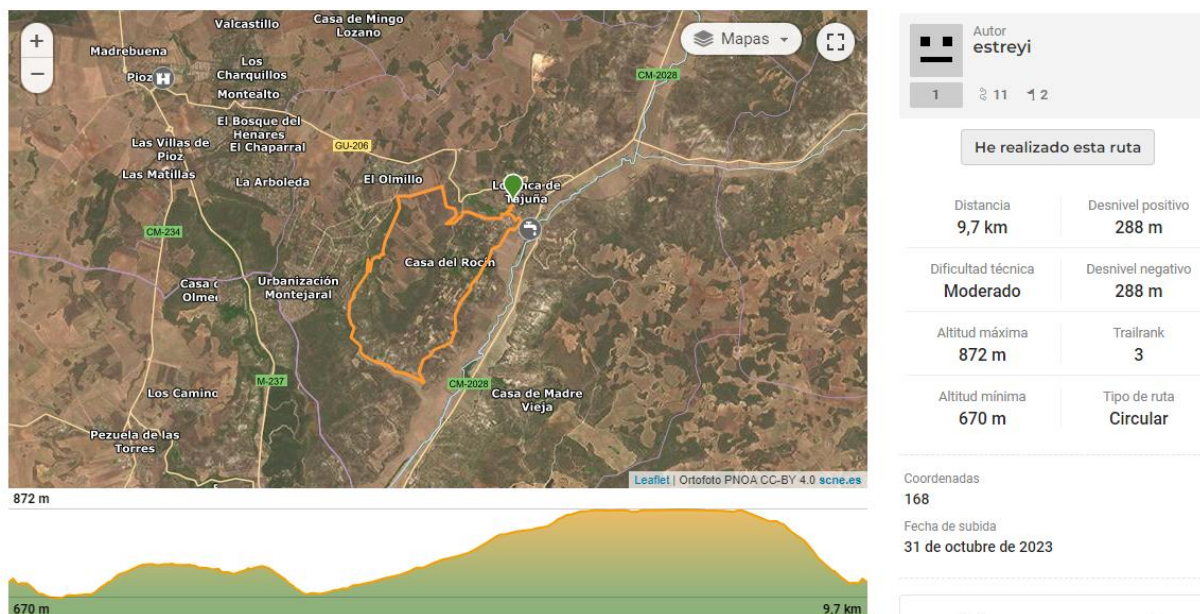 +
−
Mapas
Valcastillo
Casa de Mingo
Lozano
Madrebuena
Los
Charquillos
Pioz
H
Montealto
CM-2028
El Bosque del
Henares
El Chaparral
GU-206
Las Villas de
Pioz
Las Matillas
La Arboleda
El Olmillo
Tajuña
CM-234
Casa del Rocín
Urbanización
Montejaral
Casa
M-237
CM-2028
Casa de Madre
Vieja
Los Camino
Pezuela de las
Torres
Leaflet | Ortofoto PNOA CC-BY 4.0 scne.es
872 m
670 m
9,7 km
Autor
estreyi
1
11
2
He realizado esta ruta
Distancia
9,7 km
Desnivel positivo
288 m
Dificultad técnica
Moderado
Desnivel negativo
288 m
Altitud máxima
872 m
Trailrank
3
Altitud mínima
670 m
Tipo de ruta
Circular
Coordenadas
168
Fecha de subida
31 de octubre de 2023